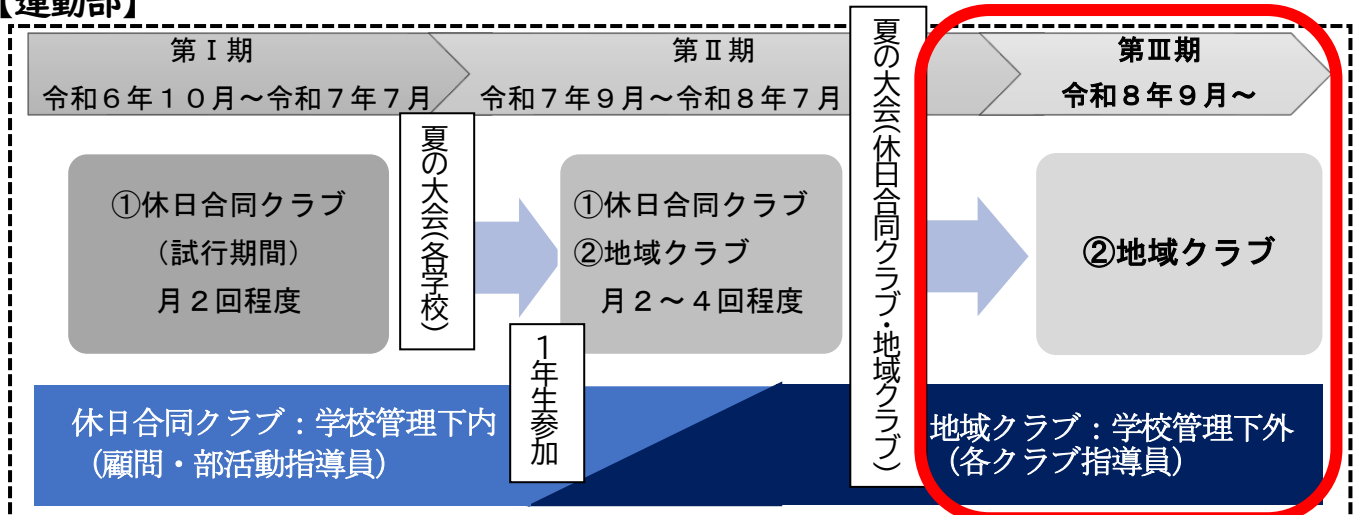 【運動部】
第Ⅰ期
令和６年１０月～令和７年７月
第Ⅱ期
令和７年９月～令和８年７月
第Ⅲ期
令和８年９月～
①休日合同クラブ
（試行期間）
月２回程度
夏の大会（各学校）
１年生参加
①休日合同クラブ
②地域クラブ
月２～４回程度
夏の大会（休日合同クラブ・地域クラブ）
②地域クラブ
休日合同クラブ：学校管理下内
（顧問・部活動指導員）
地域クラブ：学校管理下外
（各クラブ指導員）